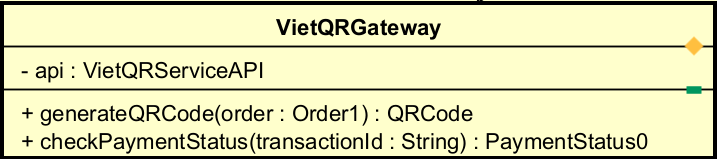 VietQRGateway
- api : VietQRServiceAPI
+ generateQRCode(order : Order1) : QRCode
+ checkPaymentStatus(transactionId : String) : PaymentStatus0